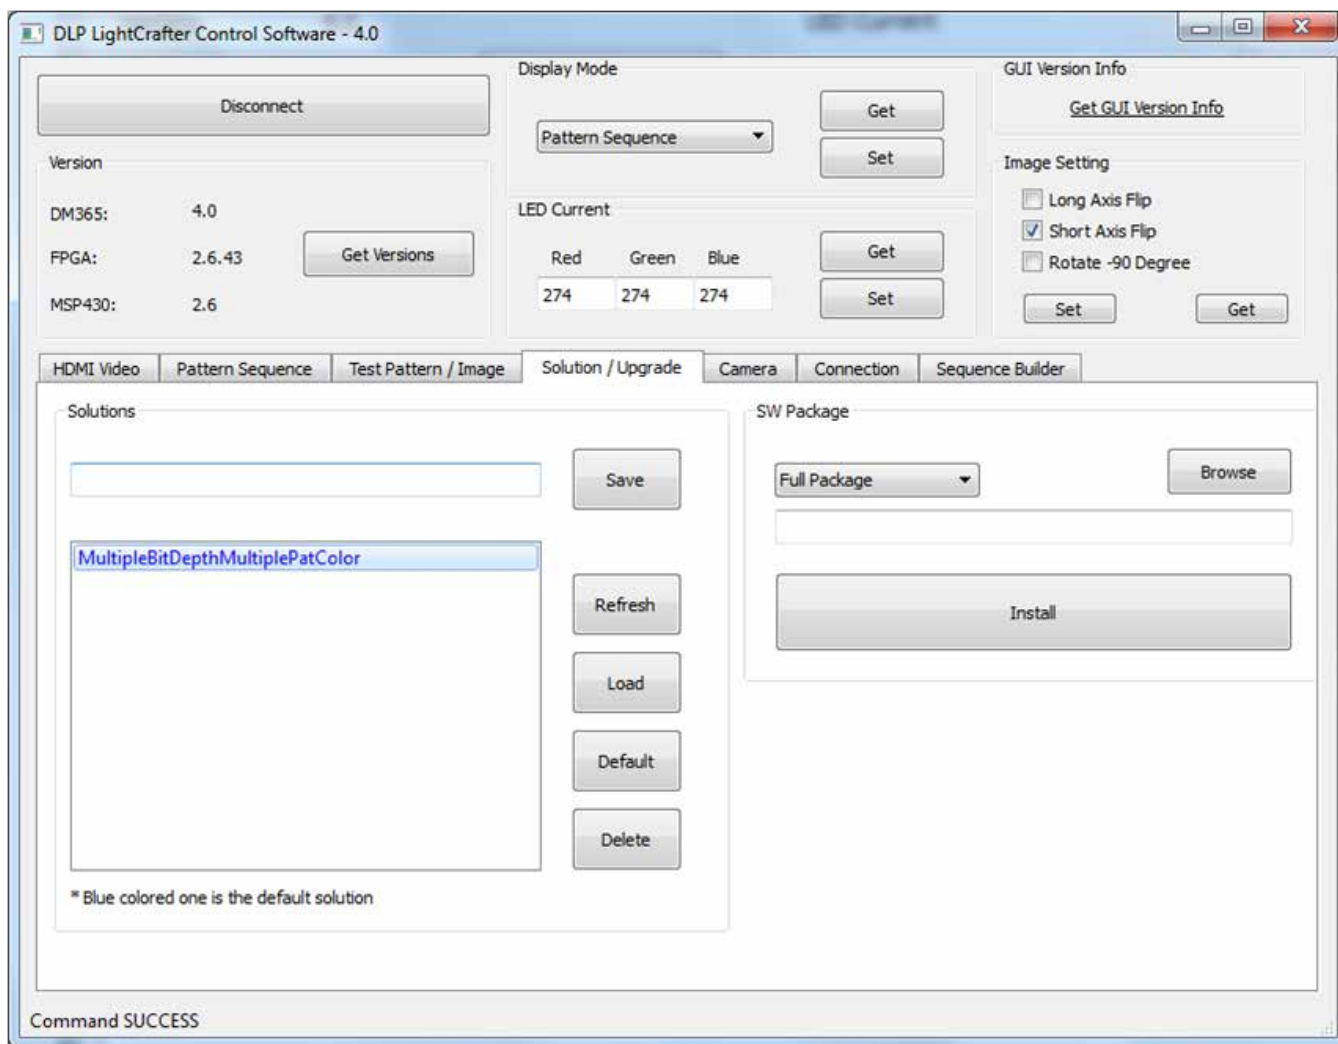 DLP LightCrafter Control Software - 4.0
Disconnect
Version
DM365: 4.0
FPGA: 2.6.43 Get Versions
MSP430: 2.6
Display Mode
Pattern Sequence Get
Set
LED Current
Red Green Blue Get
274 274 274 Set
GUI Version Info
Get GUI Version Info
Image Setting
Long Axis Flip
Short Axis Flip
Rotate -90 Degree
Set Get
HDMI Video Pattern Sequence Test Pattern / Image Solution / Upgrade Camera Connection Sequence Builder
Solutions
Save
MultipleBitDepthMultiplePatColor
Refresh
Load
Default
Delete
* Blue colored one is the default solution
SW Package
Full Package Browse
Install
Command SUCCESS